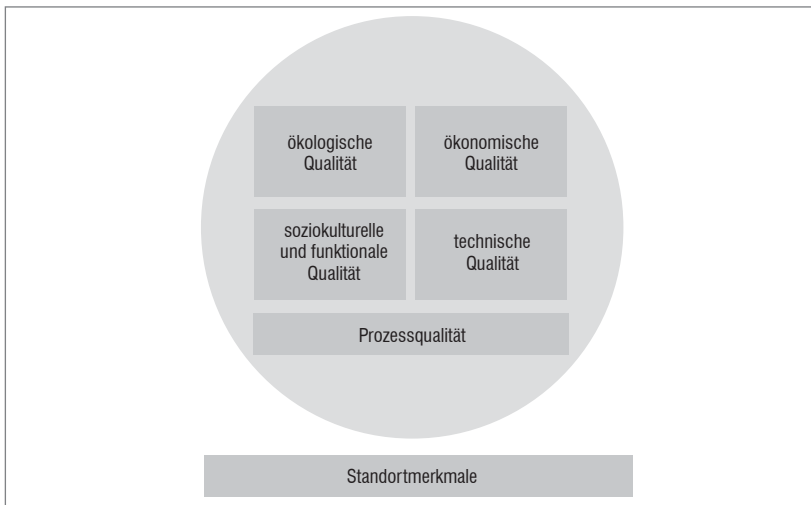 ökologische
Qualität
ökonomische
Qualität
soziokulturelle
und funktionale
Qualität
technische
Qualität
Prozessqualität
Standortmerkmale